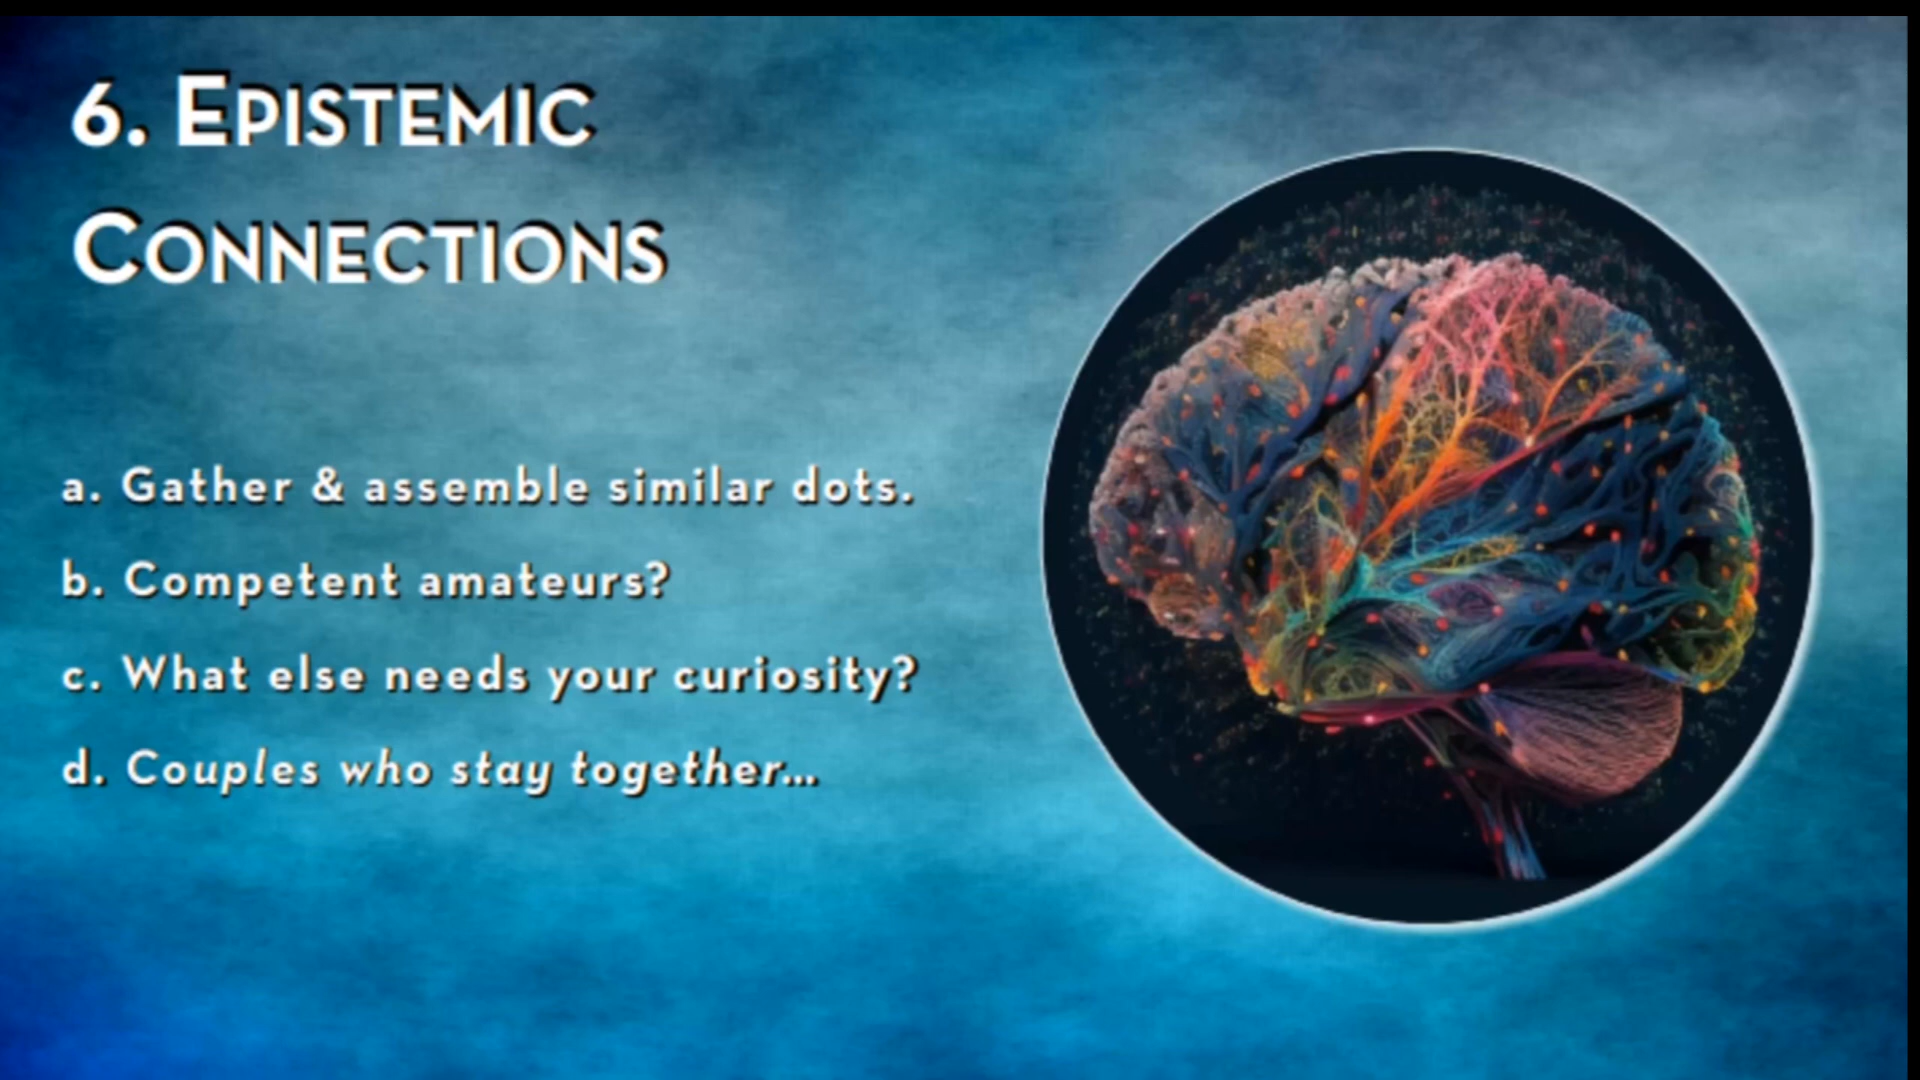 6. Epistemic
Connections
a. Gather & assemble similar dots.
b. Competent amateurs?
c. What else needs your curiosity?
d. Couples who stay together...